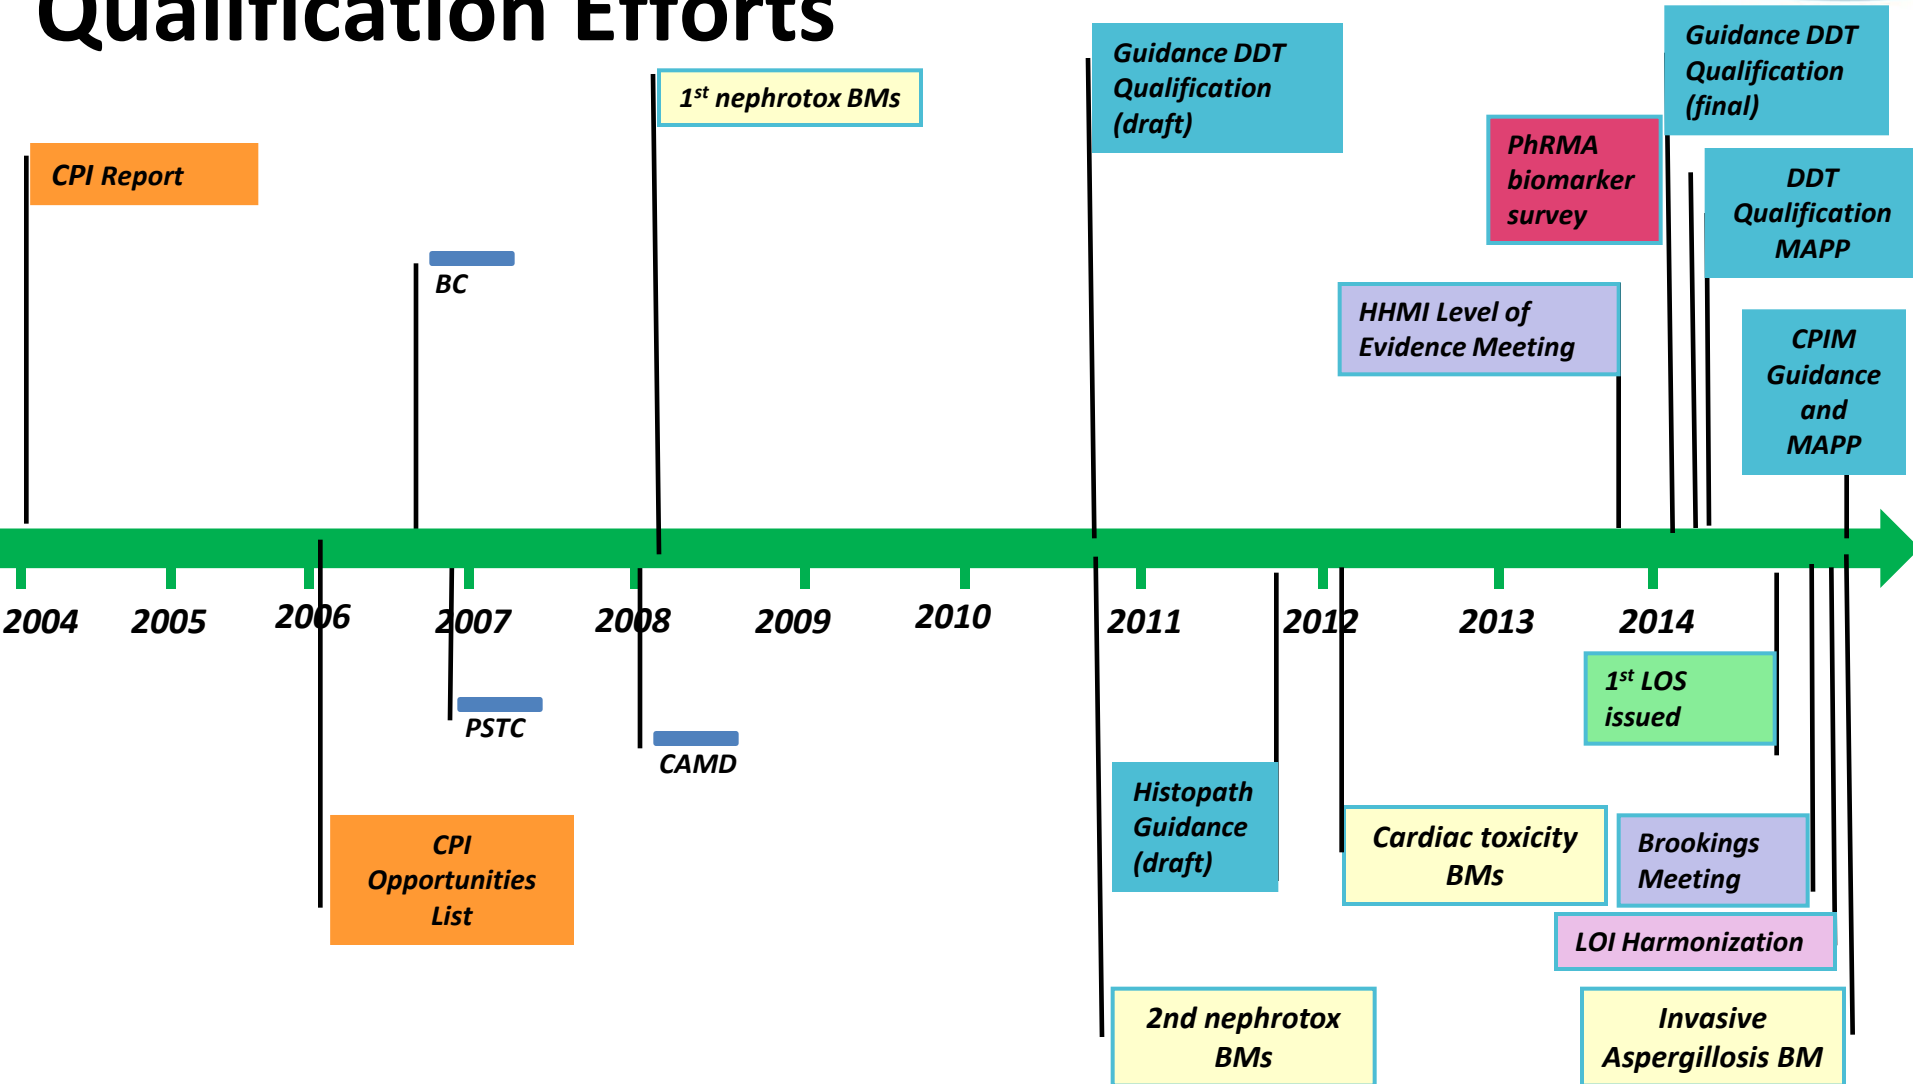 Qualification Efforts
CPI Report
BC
1st nephrotox BMs
Guidance DDT
Qualification
(draft)
PhRMA
biomarker
survey
HHMI Level of
Evidence Meeting
Guidance DDT
Qualification
(final)
DDT
Qualification
MAPP
CPIM
Guidance
and
MAPP
2004
2005
2006
2007
2008
2009
2010
2011
2012
2013
2014
CPI
Opportunities
List
PSTC
CAMD
Histopath
Guidance
(draft)
2nd nephrotox
BMs
Cardiac toxicity
BMs
1st LOS
issued
Brookings
Meeting
LOI Harmonization
Invasive
Aspergillosis BM